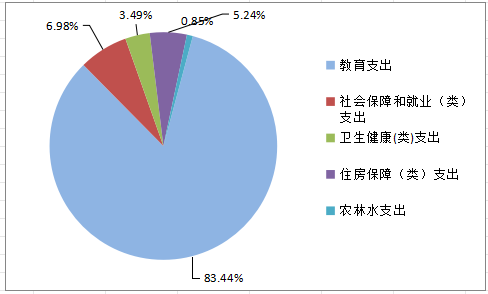 3.49%
0.85%
5.24%
6.98%
教育支出
社会保障和就业（类）
支出
卫生健康(类)支出
住房保障（类）支出
农林水支出
83.44%